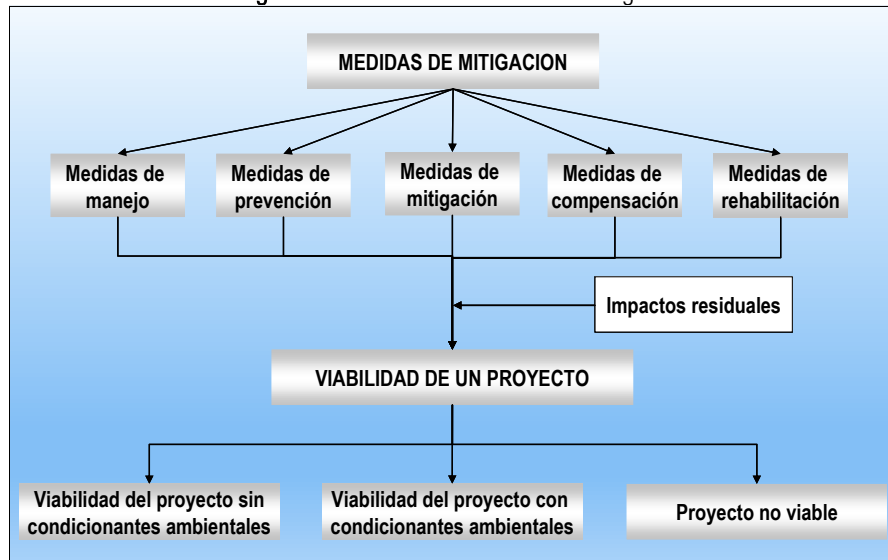 MEDIDAS DE MITIGACION
Medidas de
manejo
Medidas de
prevención
Medidas de
mitigación
Medidas de
compensación
Medidas de
rehabilitación
Impactos residuales
VIABILIDAD DE UN PROYECTO
Viabilidad del proyecto sin
condicionantes ambientales
Viabilidad del proyecto con
condicionantes ambientales
Proyecto no viable